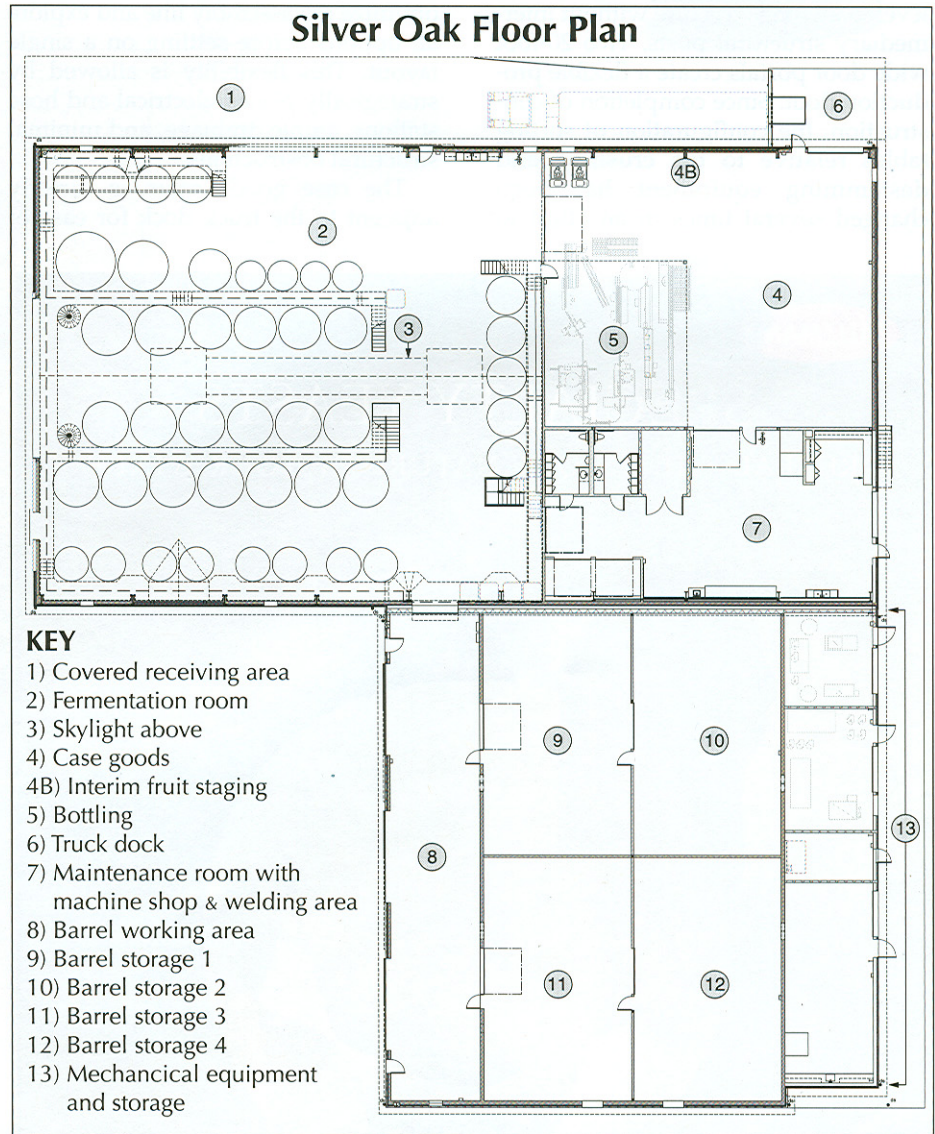 Silver Oak Floor Plan
1
6
4B
2
4
3
5
7
KEY
1) Covered receiving area
2) Fermentation room
3) Skylight above
4) Case goods
4B) Interim fruit staging
5) Bottling
6) Truck dock
7) Maintenance room with
machine shop & welding area
8) Barrel working area
9) Barrel storage 1
10) Barrel storage 2
11) Barrel storage 3
12) Barrel storage 4
13) Mechancical equipment
and storage
9
10
13
8
11
12